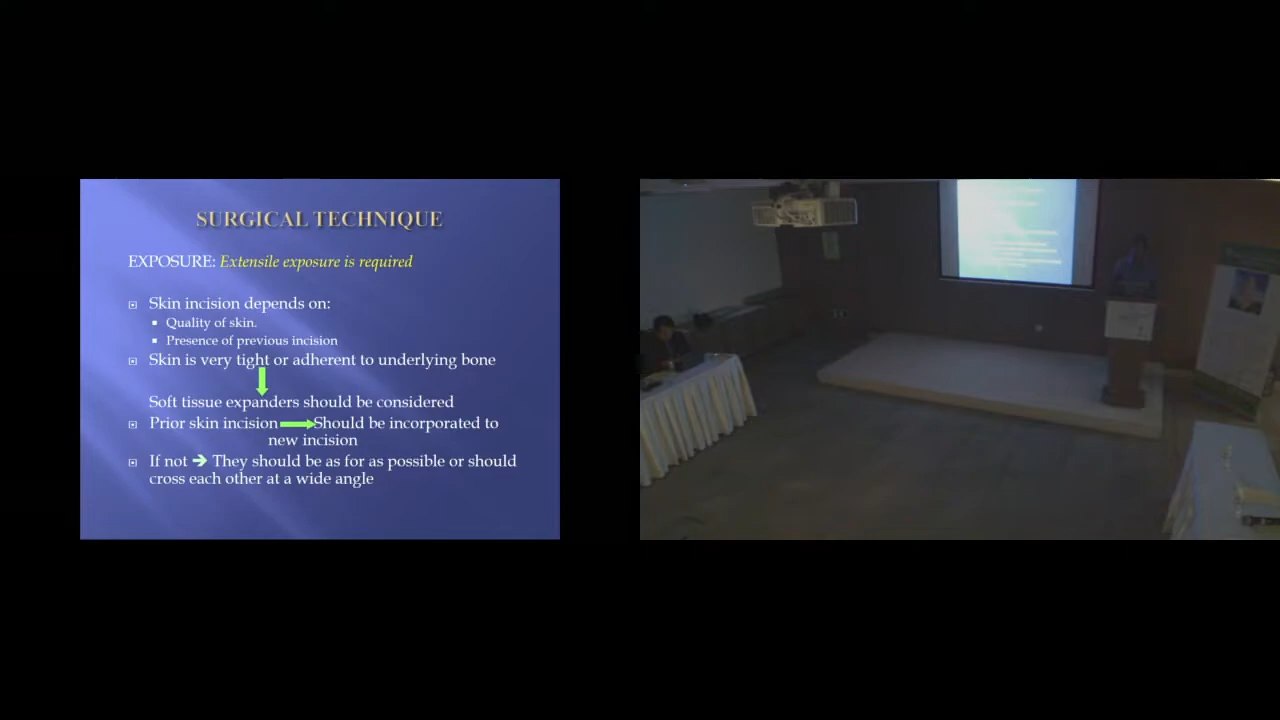 SURGICAL TECHNIQUE
EXPOSURE: Extensile exposure is required
Skin incision depends on:
Quality of skin.
Presence of previous incision
Skin is very tight or adherent to underlying bone
Soft tissue expanders should be considered
Prior skin incision Should be incorporated to
new incision
If not → They should be as for as possible or should
cross each other at a wide angle